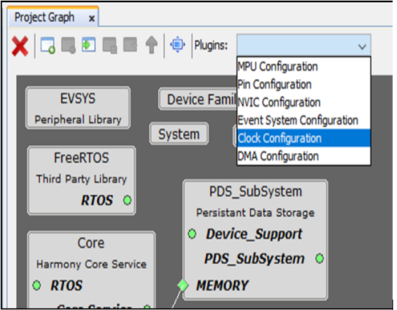 Project Graph x
Plugins:
MPU Configuration
Pin Configuration
NVIC Configuration
Event System Configuration
Clock Configuration
DMA Configuration
EVSYS
Peripheral Library
Device Famil
System
FreeRTOS
Third Party Library
RTOS
PDS_SubSystem
Persistant Data Storage
Device_Support
PDS_SubSystem
MEMORY
Core
Harmony Core Service
RTOS
Core Service